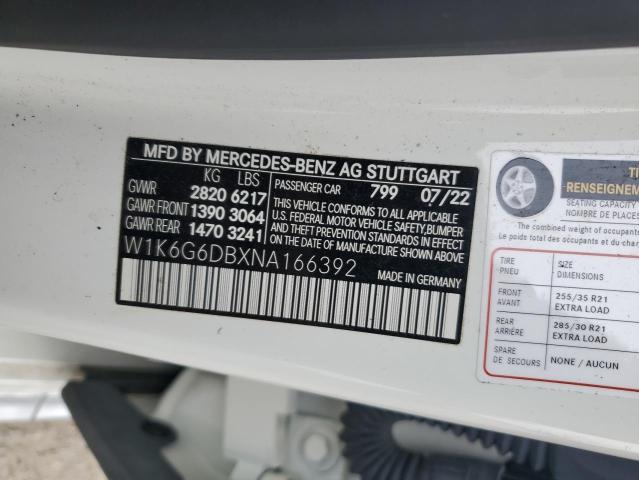 MFD BY MERCEDES-BENZ AG STUTTGART
KG LBS
GVWR 2820 6217
GAWR FRONT 1390 3064
GAWR REAR 1470 3241
PASSENGER CAR 799 07/22
THIS VEHICLE CONFORMS TO ALL APPLICABLE
U.S. FEDERAL MOTOR VEHICLE SAFETY,BUMPER
AND THEFT PREVENTION STANDARDS IN EFFECT
ON THE DATE OF MANUFACTURE SHOWN ABOVE.
W1K6G6DBXNA166392
MADE IN GERMANY
TI
RENSEIGNEME
SEATING CAPACITY
NOMBRE DE PLACES
The combined weight of occupants
Le poids total des occupants
TIRE
PNEU
SIZE
DIMENSIONS
FRONT
AVANT
255/35 R21
EXTRA LOAD
REAR
ARRIÈRE
285/30 R21
EXTRA LOAD
SPARE
DE SECOURS
NONE / AUCUN